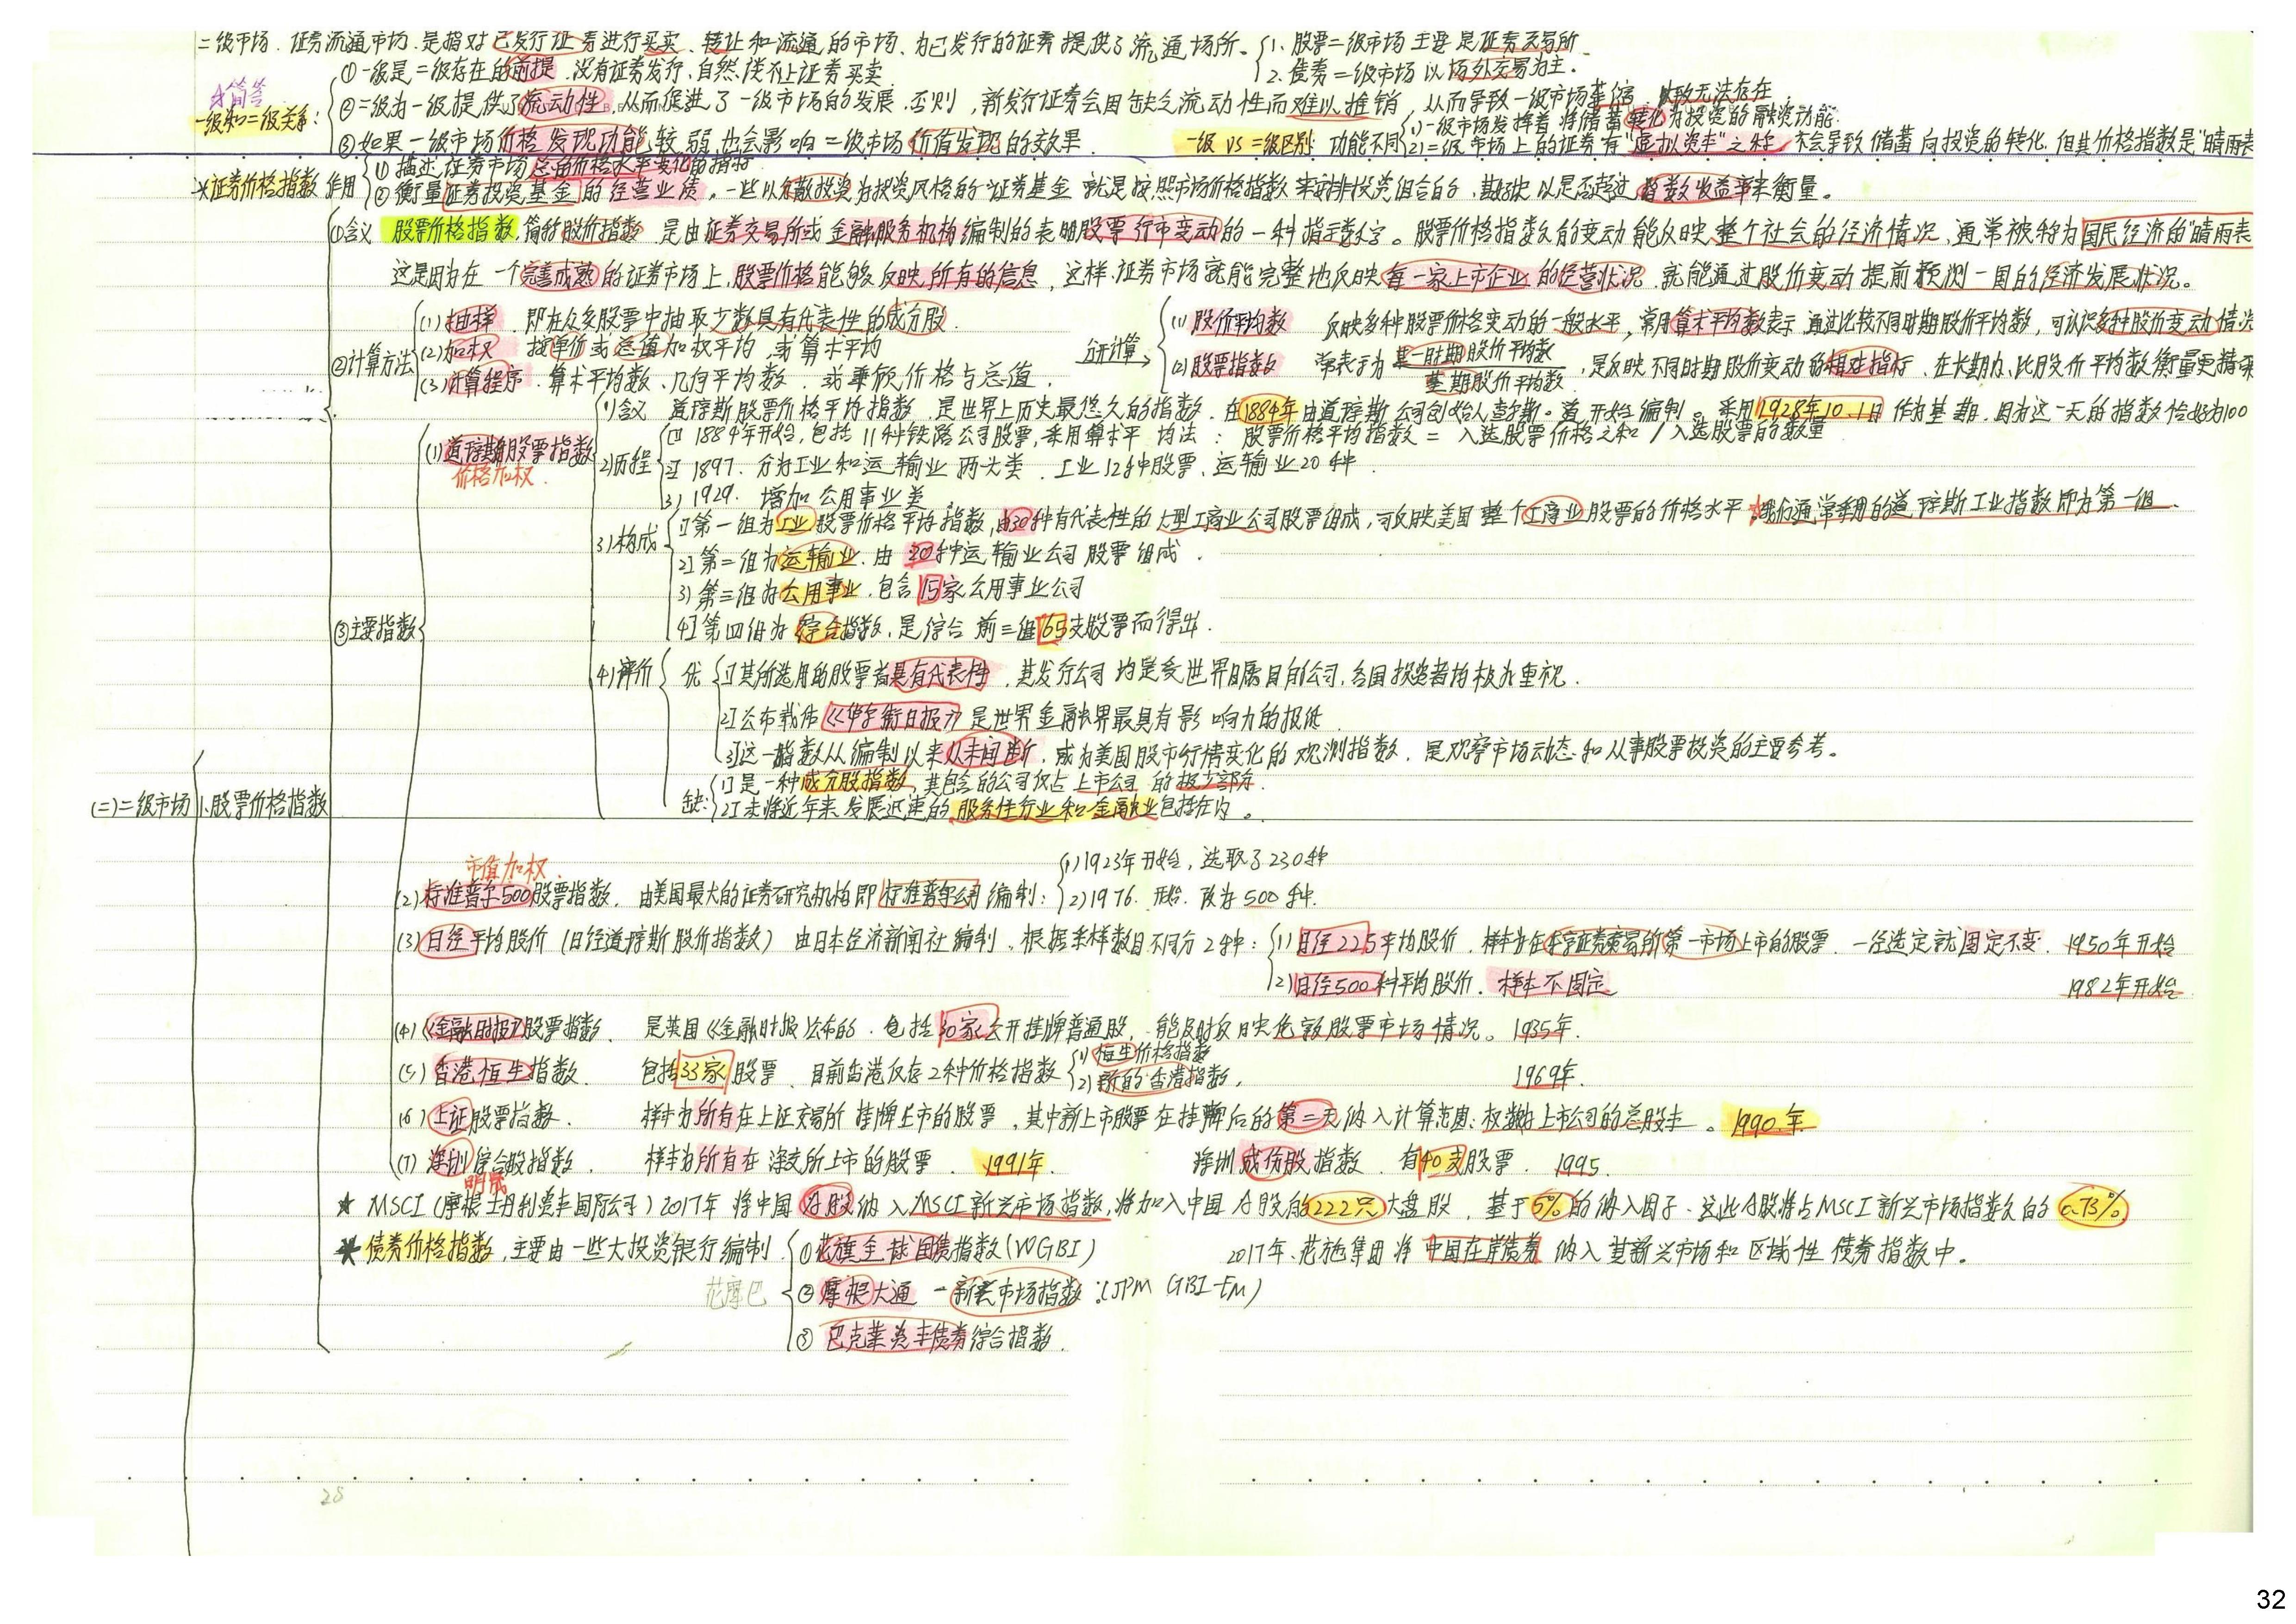 二级市场. 证券流通市场. 是指对已发行证券进行买卖、转让和流通的市场、为已发行的证券提供了流通场所。
1. 股票二级市场主要是证券交易所
2. 债券二级市场以场外交易为主.
简答
一级和二级关系:
①一级是二级存在的前提. 没有证券发行、自然谈不上证券买卖
②二级为一级提供了流动性, 从而促进了一级市场的发展. 否则, 新发行证券会因缺乏流动性而难以推销 从而导致一级市场萎缩 以致无法存在.
③如果一级市场价格发现功能较弱. 也会影响二级市场价值发现的效果.
一级 VS 二级区别: 功能不同
(1)一级市场发挥着将储蓄转化为投资的融资功能.
(2)二级市场上的证券有"虚拟资本"之称, 不会导致储蓄向投资的转化. 但其价格指数是"晴雨表
证券价格指数 作用
① 描述证券市场总的价格水平变化的指标
② 衡量证券投资基金的经营业绩。一些以分散投资为投资风格的证券基金 就是按照市场价格指数来安排投资组合的, 其好坏以是否超过指数收益率来衡量。
①含义 股票价格指数, 简称股价指数 是由证券交易所或金融服务机构编制的表明股票行市变动的一种指示数字。股票价格指数的变动能反映整个社会的经济情况, 通常被称为国民经济的"晴雨表
这是因为在一个完善成熟的证券市场上, 股票价格能够反映所有的信息, 这样, 证券市场就能完整地反映每一家上市企业的经营状况 就能通过股价变动提前预测一国的经济发展状况。
②计算方法
(1)抽样. 即在众多股票中抽取少数具有代表性的成分股.
(2)加权 按单价或总值加权平均, 或算术平均
(3)计算程序. 算术平均数、几何平均数. 或兼顾价格与总值.
分开计算
(1)股价平均数 反映多种股票价格变动的一般水平, 常用算术平均数表示 通过比较不同时期股价平均数, 可认识多种股价变动情况
(2)股票指数 常表示为 某一时期股价平均数 / 基期股价平均数, 是反映不同时期股价变动的相对指标. 在长期内、比股价平均数衡量更精确
③主要指数
(1)道琼斯股票指数
价格加权.
1)含义 道琼斯股票价格平均指数. 是世界上历史最悠久的指数. 在1884年由道琼斯公司创始人查尔斯。道 开始编制。采用1928年10.1日作为基期. 因为这一天的指数恰好为100
2)历程
1] 1884年开始, 包括11种铁路公司股票, 采用算术平均法: 股票价格平均指数 = 入选股票价格之和 / 入选股票的数量
2] 1897. 分为工业和运输业两大类. 工业12种股票、运输业20种.
3) 1929. 增加公用事业类
3)构成
1]第一组为工业股票价格平均指数, 由30种有代表性的大型工商业公司股票组成, 可反映美国整个工商业股票的价格水平 我们通常采用的道琼斯工业指数即为第一组.
2]第二组为运输业. 由20种运输业公司股票组成.
3)第三组为公用事业. 包含15家公用事业公司
4]第四组为综合指数, 是综合前三组65支股票而得出.
4)评价
优
1]其所选用的股票者具有代表性, 其发行公司均是受世界瞩目的公司, 各国投资者均极为重视.
2]公布载体《华尔街日报》是世界金融界最具有影响力的报纸
3]这一指数从编制以来从未间断, 成为美国股市行情变化的观测指数, 是观察市场动态和从事股票投资的主要参考。
缺:
1]是一种成分股指数, 其包含的公司仅占上市公司的极少部分.
2]未将近年来发展迅速的服务性行业和金融业包括在内。
(二)二级市场 1、股票价格指数
市值加权.
(2)标准普尔500股票指数. 由美国最大的证券研究机构即标准普尔公司编制:
(1)1923年开始, 选取了230种
(2)1976. 开始. 改为500种.
(3)日经平均股价 (日经道琼斯股价指数) 由日本经济新闻社编制、根据采样数目不同分2种:
(1)日经225平均股价. 样本为在东京证券交易所第一市场上市的股票. 一经选定就固定不变. 1950年开始
(2)日经500种平均股价. 样本不固定 1982年开始
(4)《金融时报》股票指数. 是英国《金融时报》公布的. 包括30家公开挂牌普通股, 能及时反映伦敦股票市场情况。1935年.
(5)香港恒生指数. 包括33家股票. 目前香港仅存2种价格指数 1969年.
(1)恒生价格指数
(2)新的香港指数,
(6)上证股票指数. 样本为所有在上证交易所挂牌上市的股票, 其中新上市股票在挂牌后的第二天纳入计算范围: 权数为上市公司的总股本。1990.年
(7)深圳综合股指数. 样本为所有在深交所上市的股票. 1991年. 深圳成份股指数. 有40支股票. 1995.
明晟
★ MSCI (摩根士丹利资本国际公司) 2017年 将中国A股纳入MSCI新兴市场指数, 将加入中国A股的222只大盘股, 基于5%的纳入因子. 这些A股将占MSCI新兴市场指数的0.73%
★ 债券价格指数, 主要由一些大投资银行编制.
花摩巴
①花旗全球国债指数(WGBI) 2017年、花旗集团将中国在岸债券纳入其新兴市场和区域性债券指数中。
②摩根大通 - 新兴市场指数: (JPM GBI-EM)
③ 巴克莱资本债券综合指数.
28
32